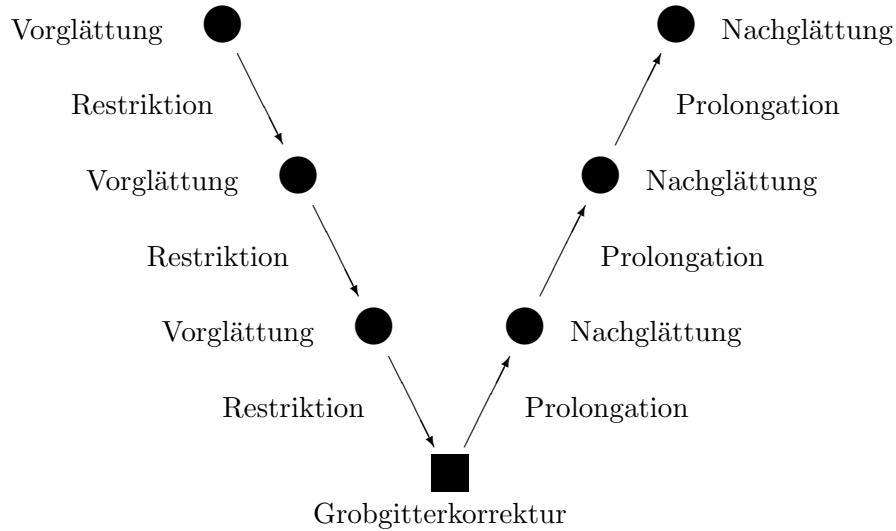 Vorglättung
Nachglättung
Restriktion
Prolongation
Vorglättung
Nachglättung
Restriktion
Prolongation
Vorglättung
Nachglättung
Restriktion
Prolongation
Grobgitterkorrektur